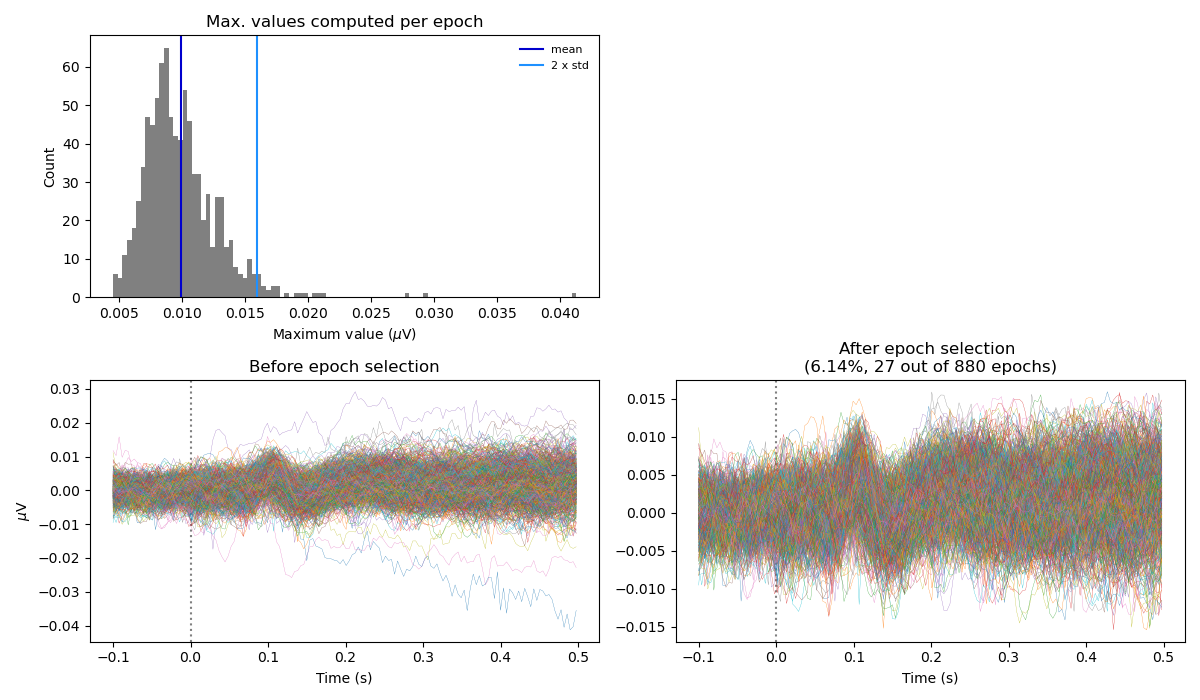 Max. values computed per epoch
mean
2 x std
Count
60
50
40
30
20
10
0
0.005 0.010 0.015 0.020 0.025 0.030 0.035 0.040
Maximum value (μV)
Before epoch selection
μV
0.03
0.02
0.01
0.00
−0.01
−0.02
−0.03
−0.04
−0.1 0.0 0.1 0.2 0.3 0.4 0.5
Time (s)
After epoch selection
(6.14%, 27 out of 880 epochs)
0.015
0.010
0.005
0.000
−0.005
−0.010
−0.015
−0.1 0.0 0.1 0.2 0.3 0.4 0.5
Time (s)